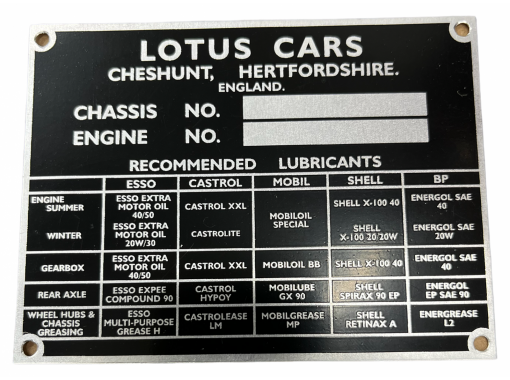 LOTUS CARS
CHESHUNT, HERTFORDSHIRE.
ENGLAND.
CHASSIS NO.
ENGINE NO.
RECOMMENDED LUBRICANTS
ESSO CASTROL MOBIL SHELL BP
ENGINE SUMMER ESSO EXTRA MOTOR OIL 40/50 CASTROL XXL MOBILOIL SPECIAL SHELL X-100 40 ENERGOL SAE 40
WINTER ESSO EXTRA MOTOR OIL 20W/30 CASTROLITE SHELL X-100 20/20W ENERGOL SAE 20W
GEARBOX ESSO EXTRA MOTOR OIL 40/50 CASTROL XXL MOBILOIL BB SHELL X-100 40 ENERGOL SAE 40
REAR AXLE ESSO EXPEE COMPOUND 90 CASTROL HYPOY MOBILUBE GX 90 SHELL SPIRAX 90 EP ENERGOL EP SAE 90
WHEEL HUBS & CHASSIS GREASING ESSO MULTI-PURPOSE GREASE H CASTROLEASE LM MOBILGREASE MP SHELL RETINAX A ENERGREASE L2